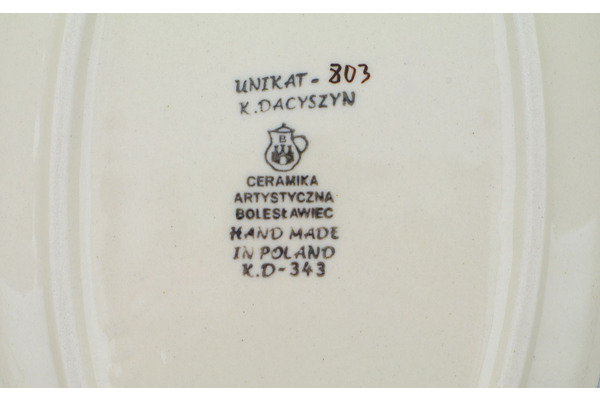 UNIKAT - 803
K.DACYSZYN
B
CERAMIKA
ARTYSTYCZNA
BOLESŁAWIEC
HAND MADE
IN POLAND
K.D-343